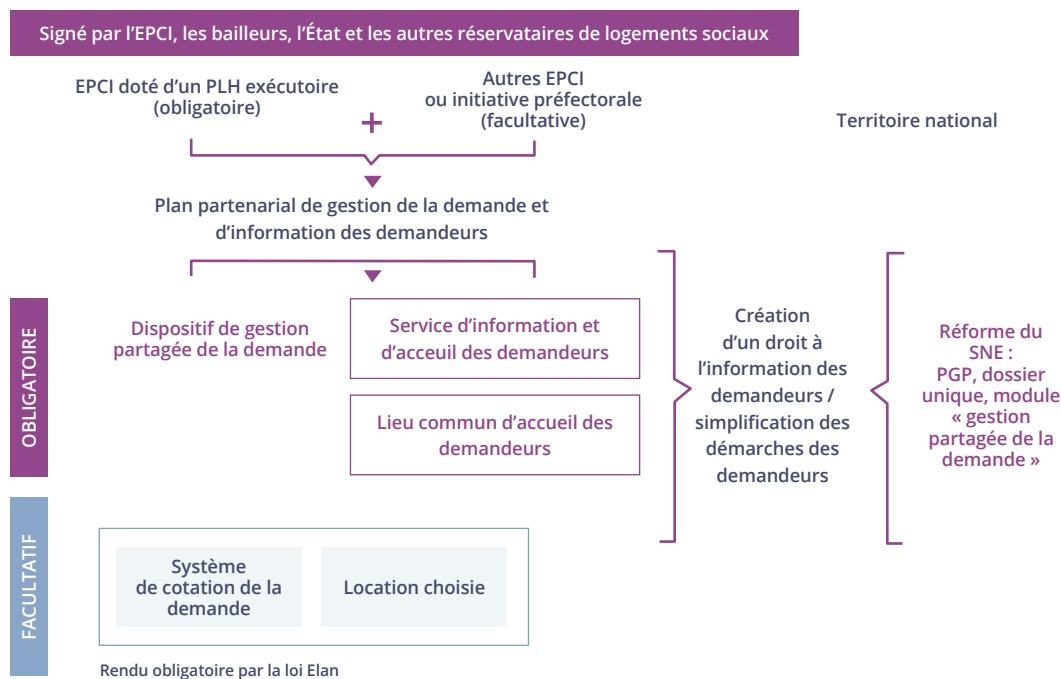 Signé par l’EPCI, les bailleurs, l’État et les autres réservataires de logements sociaux
EPCI doté d’un PLH exécutoire
(obligatoire)
+
Autres EPCI
ou initiative préfectorale
(facultative)
Territoire national
Plan partenarial de gestion de la demande et
d’information des demandeurs
OBLIGATOIRE
Dispositif de gestion
partagée de la demande
Service d’information et
d’acceuil des demandeurs
Lieu commun d’accueil des
demandeurs
Création
d’un droit à
l’information des
demandeurs /
simplification des
démarches des
demandeurs
Réforme du
SNE :
PGP, dossier
unique, module
« gestion
partagée de la
demande »
FACULTATIF
Système
de cotation de la
demande
Location choisie
Rendu obligatoire par la loi Elan